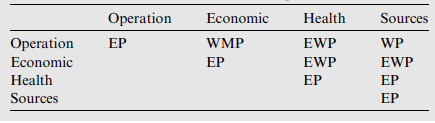 Operation Economic Health Sources
Operation EP WMP EWP WP
Economic EP EWP EWP
Health EP EP
Sources EP